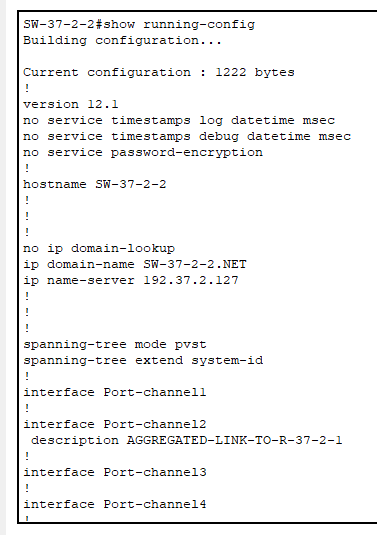 SW-37-2-2#show running-config
Building configuration...

Current configuration : 1222 bytes
!
version 12.1
no service timestamps log datetime msec
no service timestamps debug datetime msec
no service password-encryption
!
hostname SW-37-2-2
!
!
!
no ip domain-lookup
ip domain-name SW-37-2-2.NET
ip name-server 192.37.2.127
!
!
!
spanning-tree mode pvst
spanning-tree extend system-id
!
interface Port-channel1
!
interface Port-channel2
 description AGGREGATED-LINK-TO-R-37-2-1
!
interface Port-channel3
!
interface Port-channel4
!